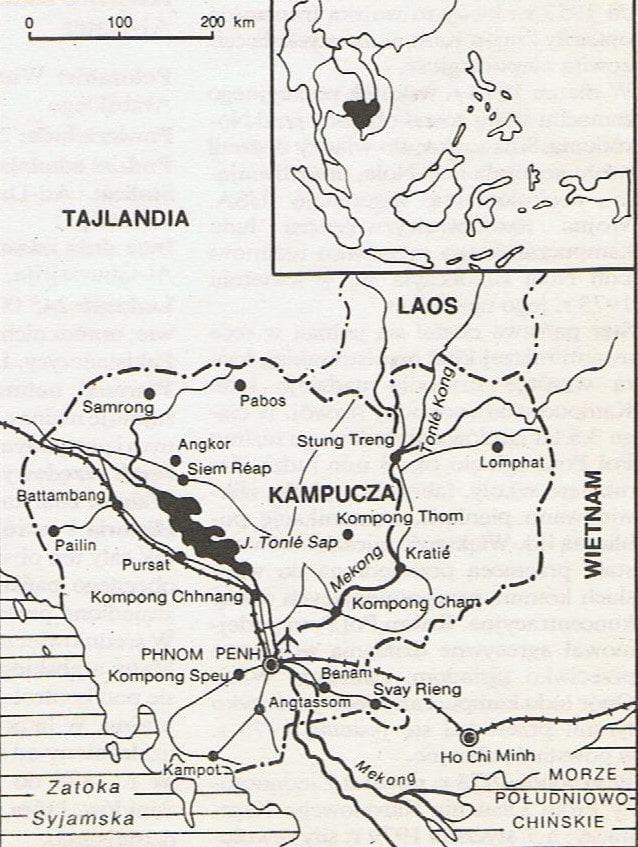 0 100 200 km
TAJLANDIA
LAOS
Tonlé Kong
Samrong
Pabos
Stung Treng
Angkor
Siem Réap
Lomphat
Battambang
KAMPUCZA
WIETNAM
Kompong Thom
Pailin
J. Tonlé Sap
Pursat
Mekong
Kratié
Kompong Chhnang
Kompong Cham
PHNOM PENH
Kompong Speu
Banam
Svay Rieng
Angtassom
Ho Chi Minh
Kampot
Mekong
MORZE
POŁUDNIOWO-
CHIŃSKIE
Zatoka
Syjamska